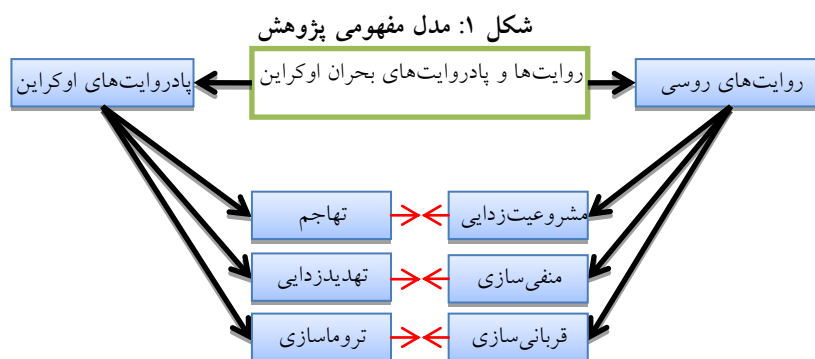 شکل ۱: مدل مفهومی پژوهش
روایت‌ها و پادروایت‌های بحران اوکراین
روایت‌های روسی
پادروایت‌های اوکراین
مشروعیت‌زدایی
تهاجم
منفی‌سازی
تهدیدزدایی
قربانی‌سازی
تروماسازی